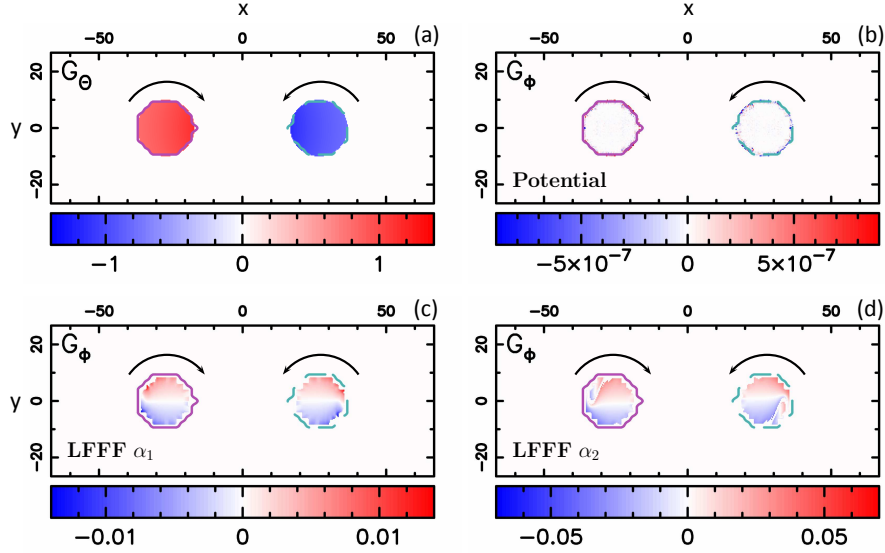 x x
−50 0 50 (a) −50 0 50 (b)
20 G_Θ 20 G_ϕ
y 0 0
−20 −20 Potential
−1 0 1 −5×10⁻⁷ 0 5×10⁻⁷
−50 0 50 (c) −50 0 50 (d)
20 G_ϕ 20 G_ϕ
y 0 0
−20 LFFF α₁ −20 LFFF α₂
−0.01 0 0.01 −0.05 0 0.05